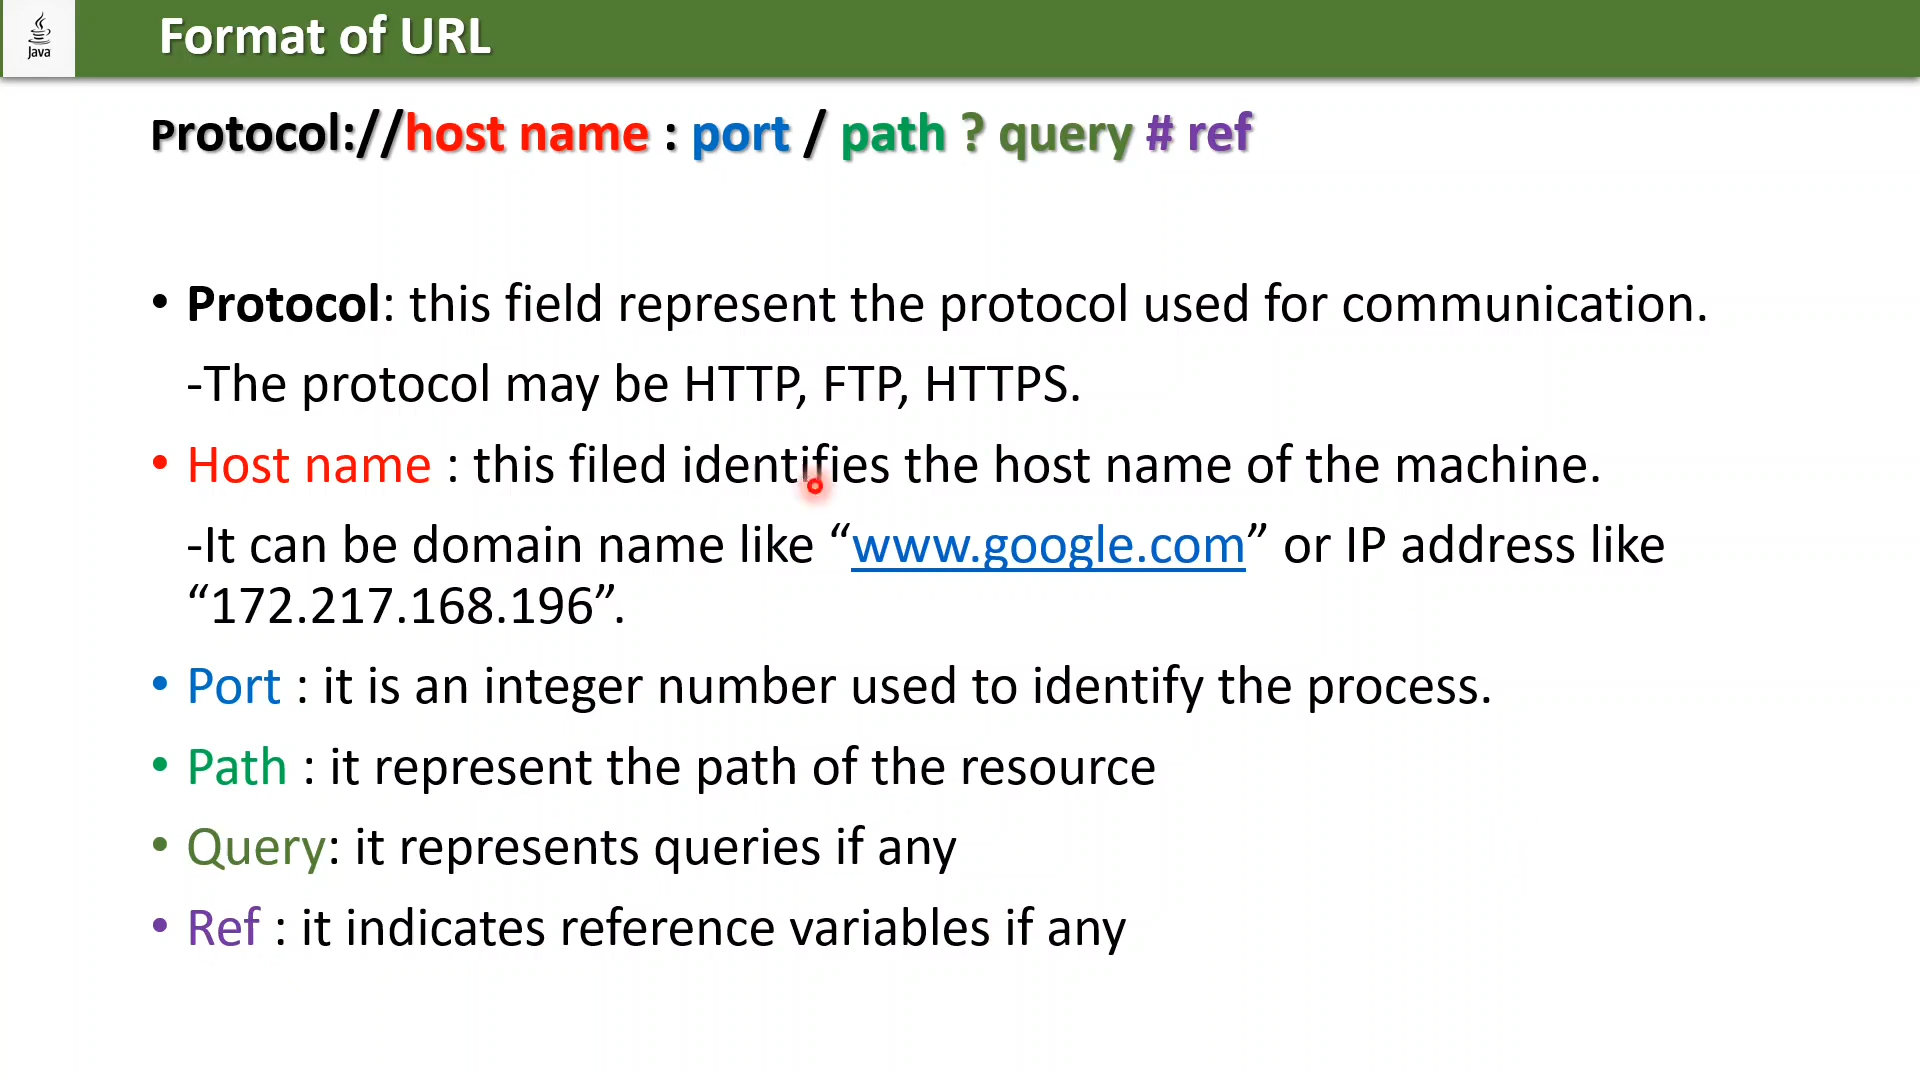 Java
Format of URL
Protocol://host name : port / path ? query # ref
• Protocol: this field represent the protocol used for communication.
-The protocol may be HTTP, FTP, HTTPS.
• Host name : this filed identifies the host name of the machine.
-It can be domain name like “www.google.com” or IP address like
“172.217.168.196”.
• Port : it is an integer number used to identify the process.
• Path : it represent the path of the resource
• Query: it represents queries if any
• Ref : it indicates reference variables if any